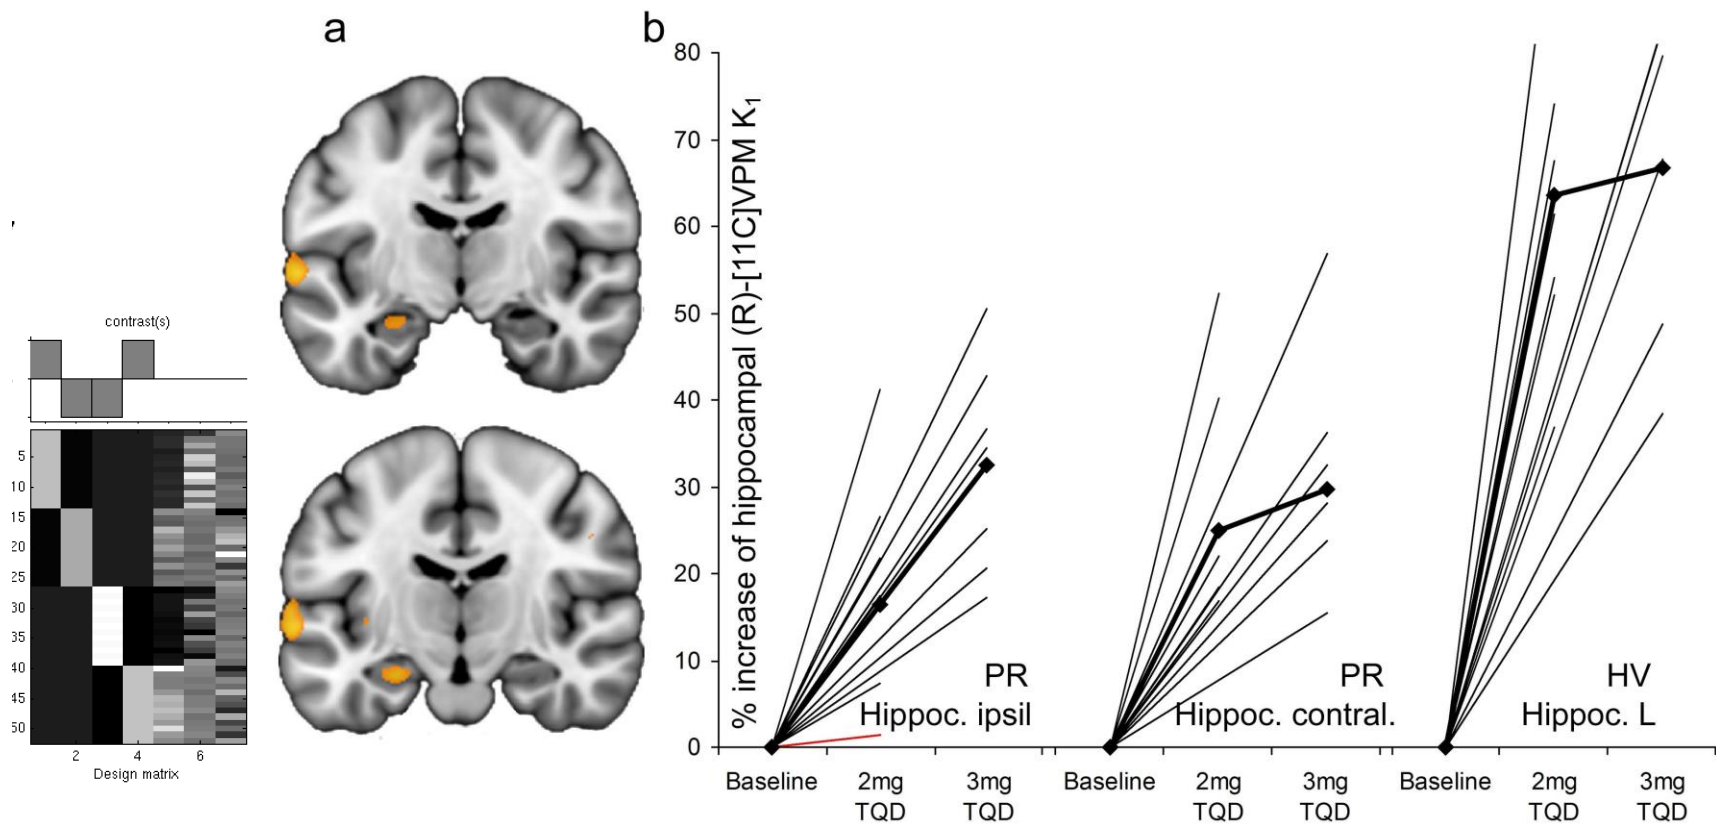 a
b
contrast(s)
5
10
15
20
25
30
35
40
45
50
2 4 6
Design matrix
% increase of hippocampal (R)-[11C]VPM K₁
80
70
60
50
40
30
20
10
0
PR
Hippoc. ipsil
PR
Hippoc. contral.
HV
Hippoc. L
Baseline 2mg TQD 3mg TQD
Baseline 2mg TQD 3mg TQD
Baseline 2mg TQD 3mg TQD